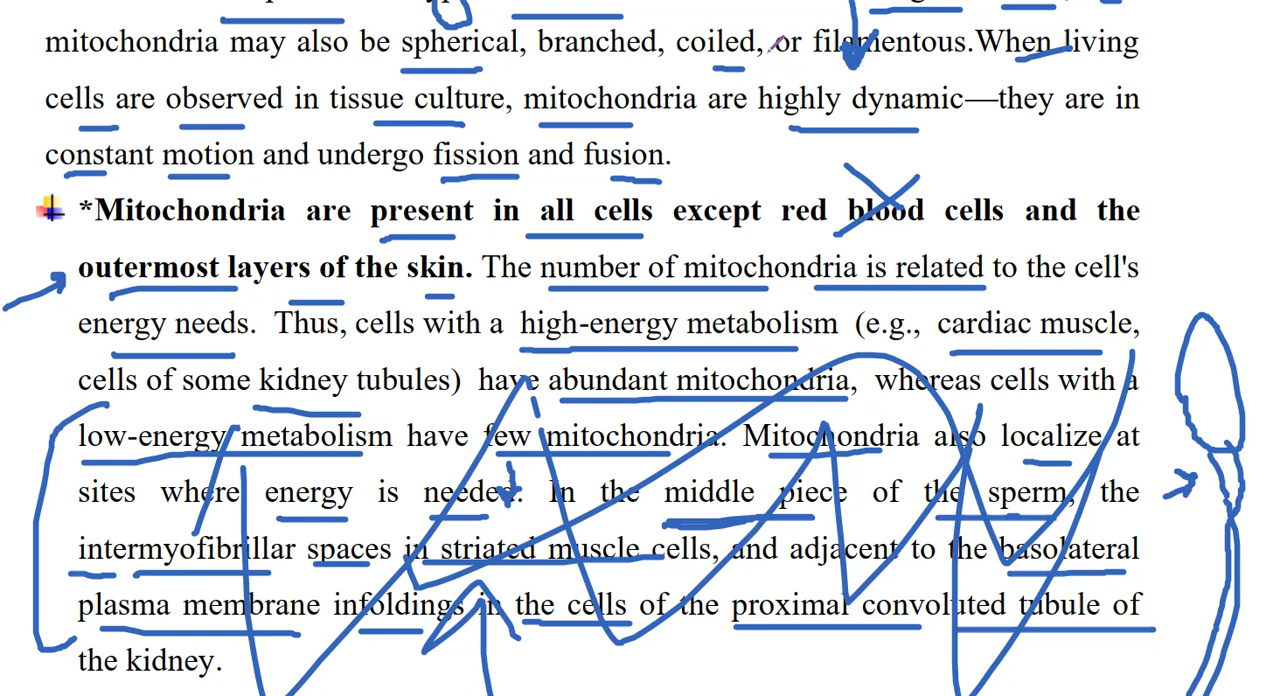 mitochondria may also be spherical, branched, coiled, or filamentous.When living
cells are observed in tissue culture, mitochondria are highly dynamic—they are in
constant motion and undergo fission and fusion.
*Mitochondria are present in all cells except red blood cells and the
outermost layers of the skin. The number of mitochondria is related to the cell's
energy needs. Thus, cells with a high-energy metabolism (e.g., cardiac muscle,
cells of some kidney tubules) have abundant mitochondria, whereas cells with a
low-energy metabolism have few mitochondria. Mitochondria also localize at
sites where energy is needed. In the middle piece of the sperm, the
intermyofibrillar spaces in striated muscle cells, and adjacent to the basolateral
plasma membrane infoldings in the cells of the proximal convoluted tubule of
the kidney.